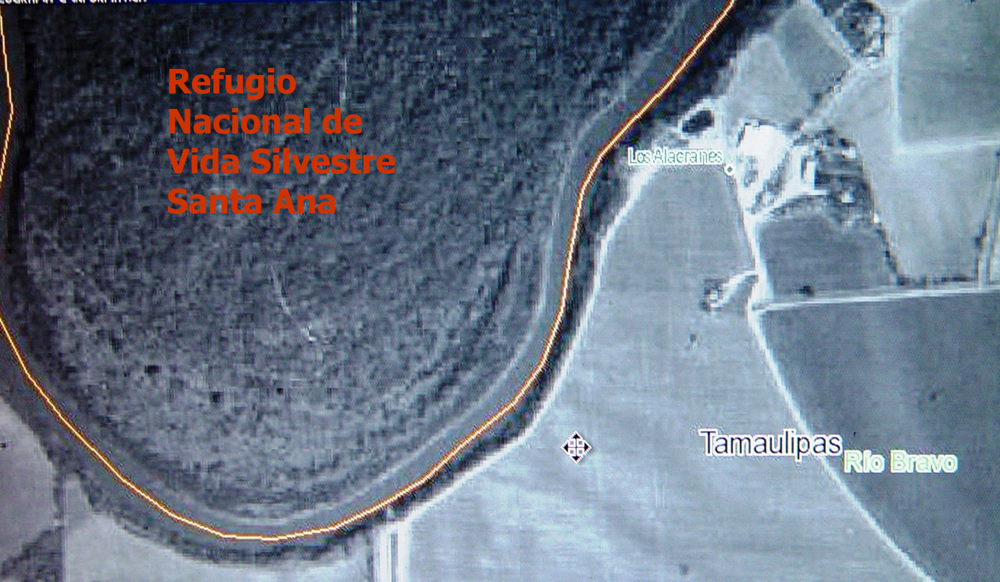 Refugio
Nacional de
Vida Silvestre
Santa Ana
Los Alacranes
Tamaulipas
Río Bravo